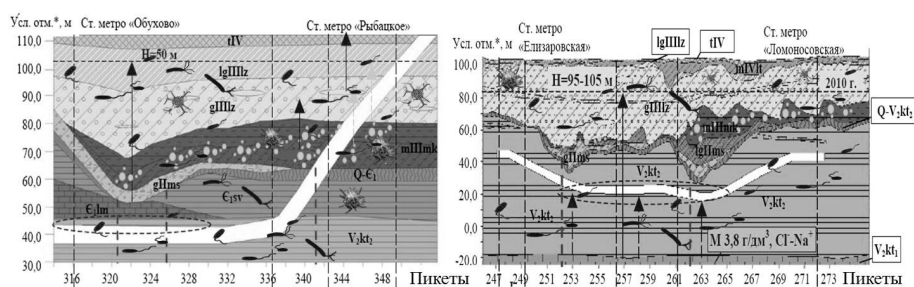 Усл. отм.*, м
Ст. метро «Обухово»
Ст. метро «Рыбацкое»
110,0
100,0
90,0
80,0
70,0
60,0
50,0
40,0
30,0
H=50 м
tIV
lgIIIlz
gIIIlz
mIIImk
gIIms
Q-Є₁
Є₁sv
Є₁lm
V₂kt₂
316 320 324 328 332 336 340 344 348 352
Пикеты
Усл. отм.*, м
Ст. метро «Елизаровская»
lgIIIlz
tIV
Ст. метро «Ломоносовская»
100,0
80,0
60,0
40,0
20,0
0,0
-20,0
H=95-105 м
mIVlt
2010 г.
gIIIlz
Q-V₂kt₂
mIIImk
lgIIms
gIIms
V₂kt₂
V₂kt₂
V₂kt₂
М 3,8 г/дм³, Cl⁻-Na⁺
V₂kt₁
247 249 251 253 255 257 259 261 263 265 267 269 271 273
Пикеты